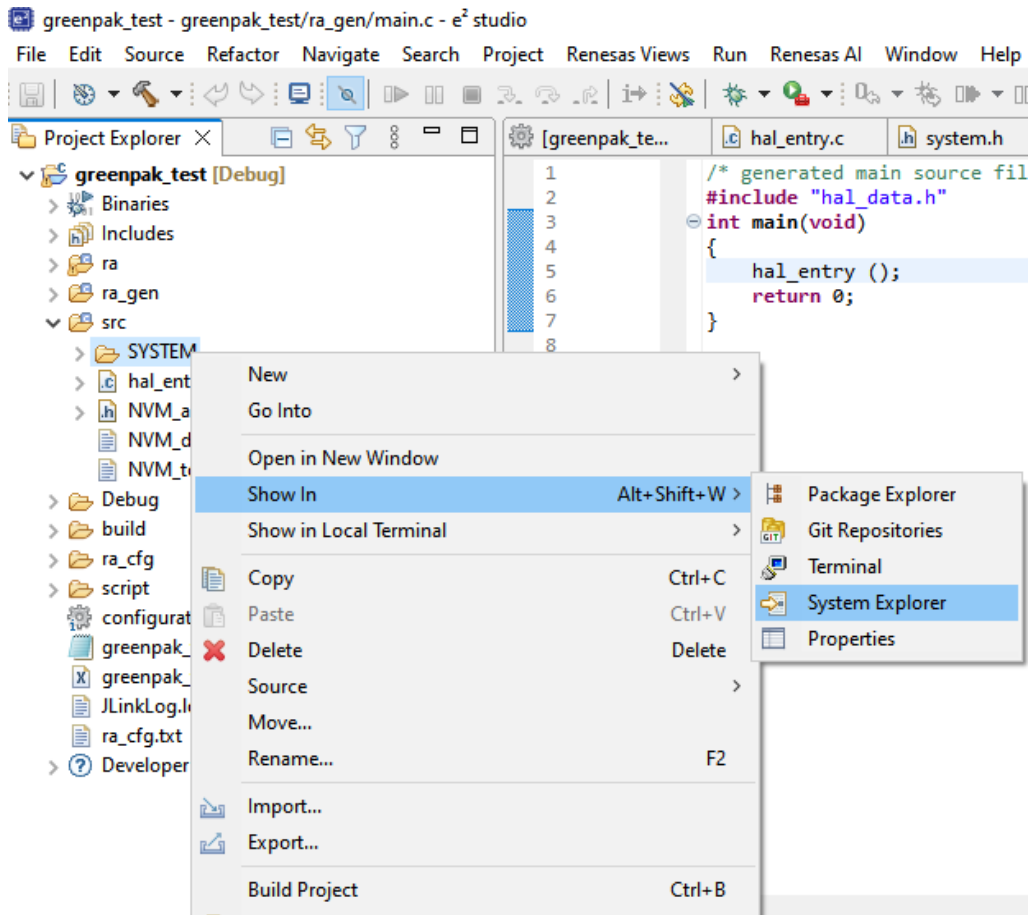 greenpak_test - greenpak_test/ra_gen/main.c - e² studio
File Edit Source Refactor Navigate Search Project Renesas Views Run Renesas AI Window Help
Project Explorer
[greenpak_te...
hal_entry.c
system.h
greenpak_test [Debug]
Binaries
Includes
ra
ra_gen
src
SYSTEM
hal_ent
NVM_a
NVM_d
NVM_t
Debug
build
ra_cfg
script
configurat
greenpak_
greenpak_
JLinkLog.l
ra_cfg.txt
Developer
1 /* generated main source fil
2 #include "hal_data.h"
3 int main(void)
4 {
5 hal_entry ();
6 return 0;
7 }
8
New
Go Into
Open in New Window
Show In Alt+Shift+W
Show in Local Terminal
Copy Ctrl+C
Paste Ctrl+V
Delete Delete
Source
Move...
Rename... F2
Import...
Export...
Build Project Ctrl+B
Package Explorer
GIT Git Repositories
Terminal
System Explorer
Properties